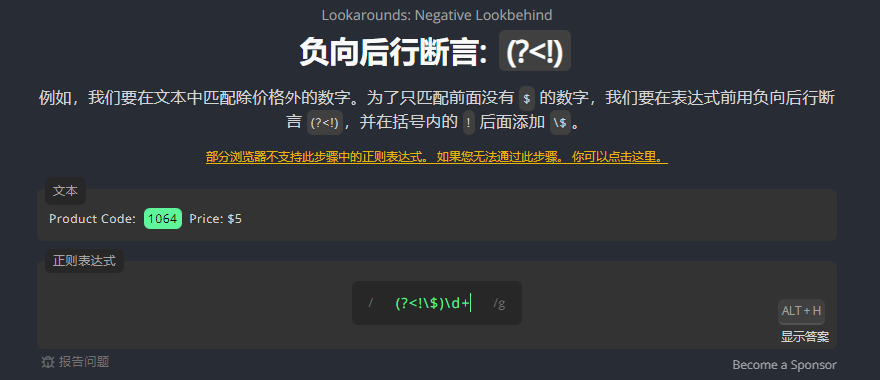 Lookarounds: Negative Lookbehind
负向后行断言: (?<!)
例如，我们要在文本中匹配除价格外的数字。为了只匹配前面没有 $ 的数字，我们要在表达式前用负向后行断
言 (?<!)，并在括号内的 ! 后面添加 \$。
部分浏览器不支持此步骤中的正则表达式。 如果您无法通过此步骤。 你可以点击这里。
文本
Product Code: 1064 Price: $5
正则表达式
/ (?<!\$)\d+ /g
ALT + H
显示答案
报告问题
Become a Sponsor